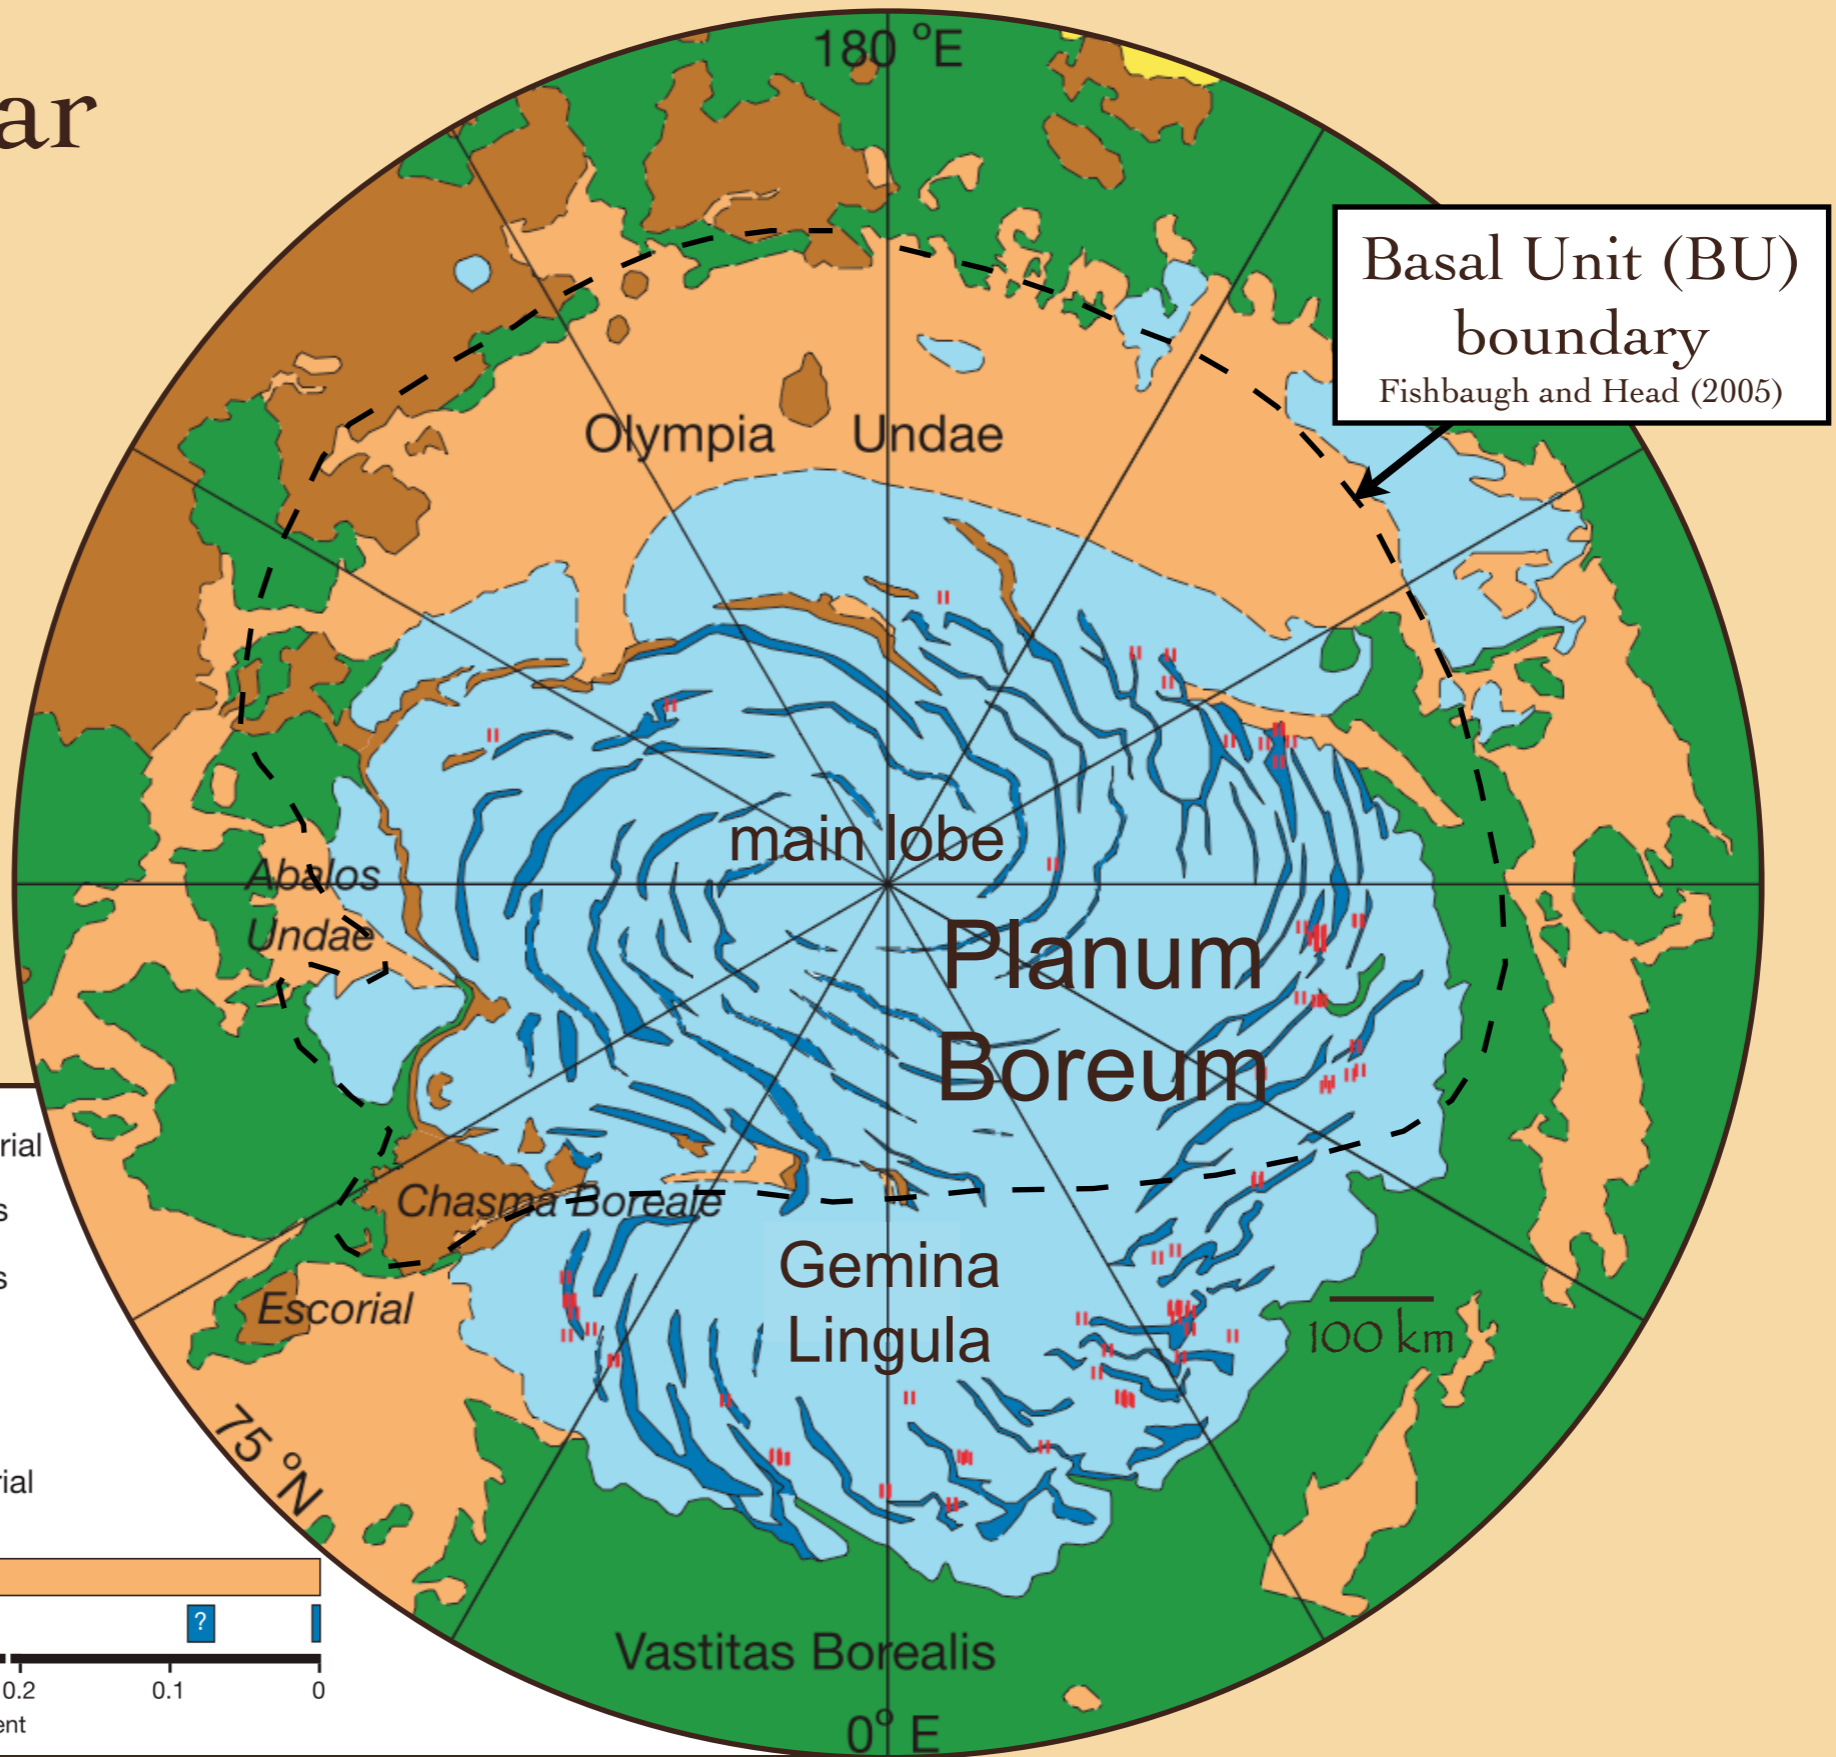 ar
180 °E
Basal Unit (BU)
boundary
Fishbaugh and Head (2005)
Olympia Undae
main lobe
Abalos
Undae
Planum
Boreum
rial
s
Chasma Boreale
s
Gemina
Lingula
Escorial
100 km
75 °N
rial
?
Vastitas Borealis
0.2 0.1 0
ent
0° E